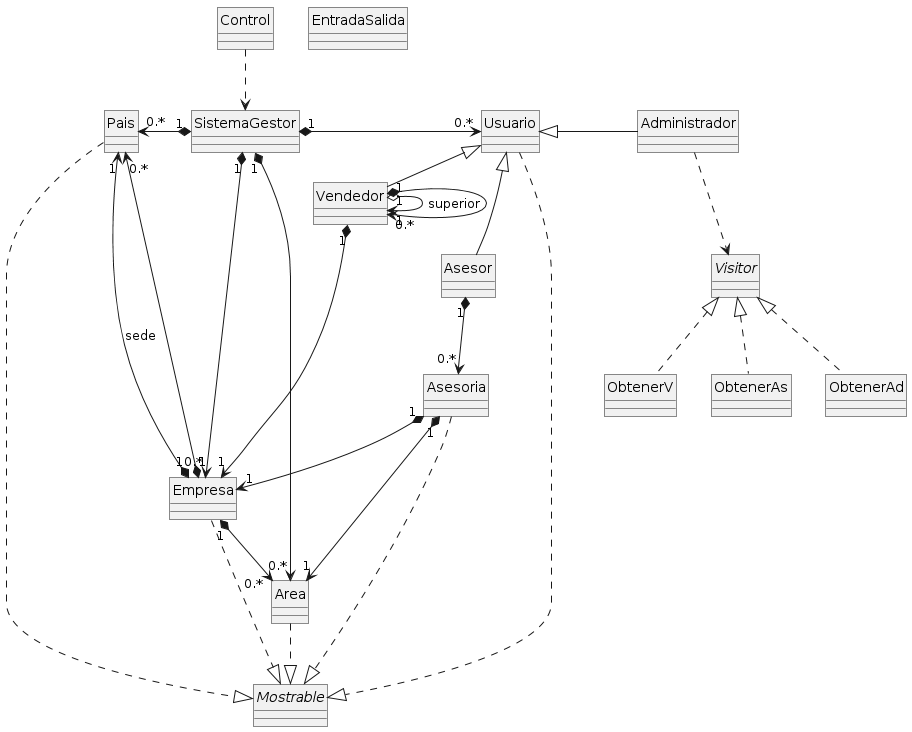 Control
EntradaSalida
Pais
0.*
1
SistemaGestor
1
0.*
Usuario
Administrador
1
0.*
1
1
Vendedor
1
1
superior
0.*
1
Asesor
Visitor
1
sede
0.*
Asesoria
ObtenerV
ObtenerAs
ObtenerAd
1
1
1
0.*
1
1
1
Empresa
1
0.*
1
0.*
Area
Mostrable